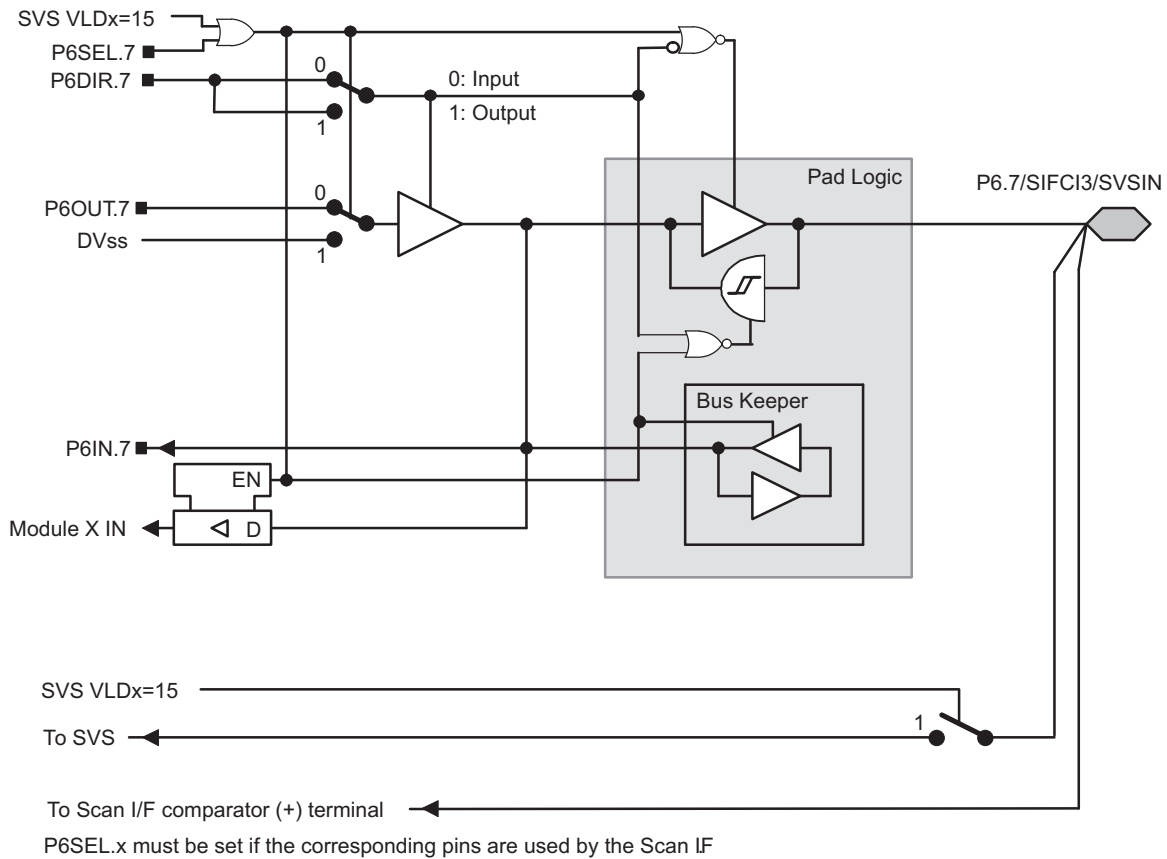 SVS VLDx=15
P6SEL.7
P6DIR.7
0
0: Input
1: Output
1
Pad Logic
P6.7/SIFCI3/SVSIN
P6OUT.7
0
DVss
1
Bus Keeper
P6IN.7
EN
Module X IN
D
SVS VLDx=15
1
To SVS
To Scan I/F comparator (+) terminal
P6SEL.x must be set if the corresponding pins are used by the Scan I.F